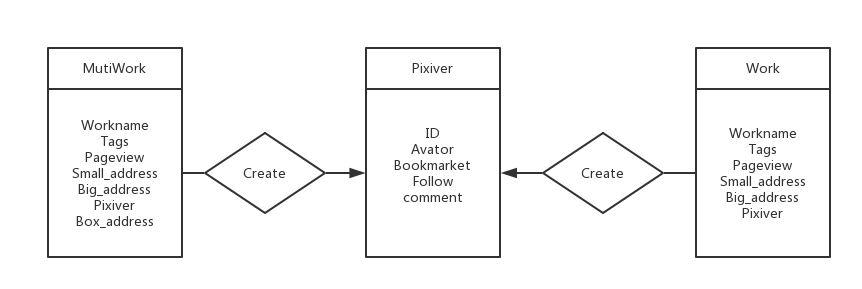 MutiWork
Workname
Tags
Pageview
Small_address
Big_address
Pixiver
Box_address
Create
Pixiver
ID
Avator
Bookmarket
Follow
comment
Create
Work
Workname
Tags
Pageview
Small_address
Big_address
Pixiver